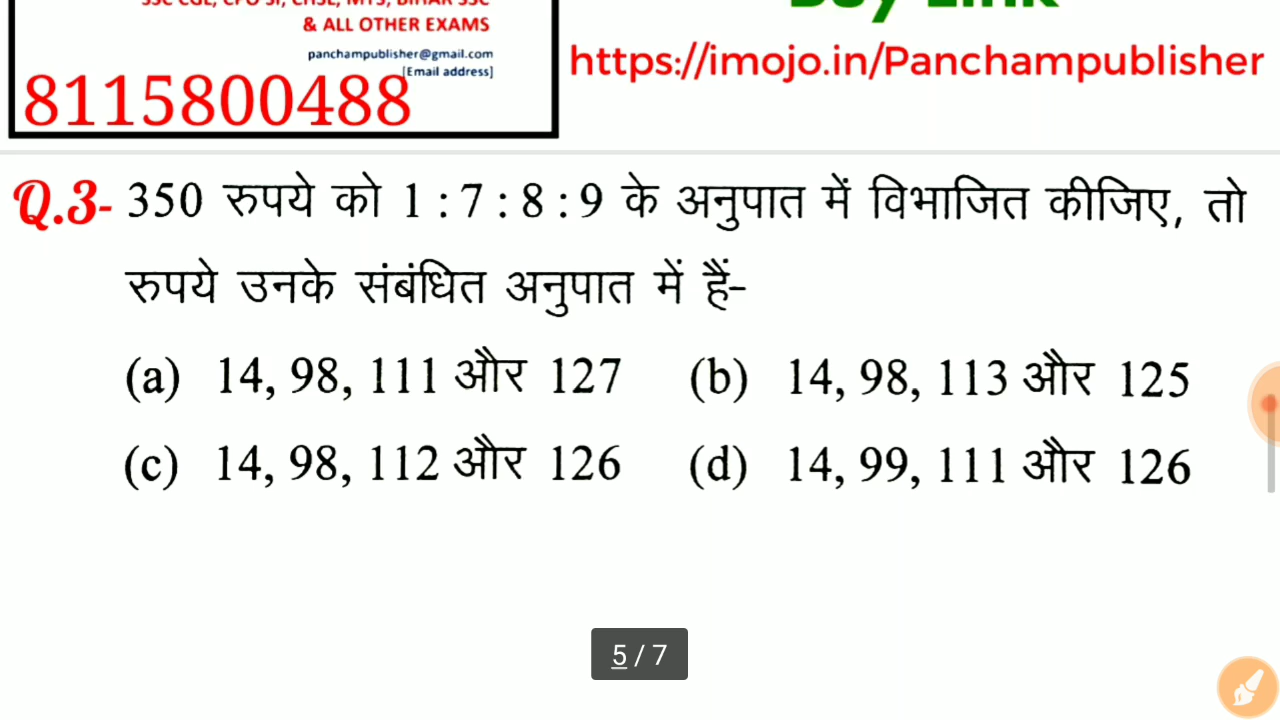 & ALL OTHER EXAMS
panchampublisher@gmail.com
[Email address]
8115800488
https://imojo.in/Panchampublisher
Q.3- 350 रुपये को 1 : 7 : 8 : 9 के अनुपात में विभाजित कीजिए, तो
रुपये उनके संबंधित अनुपात में हैं-
(a) 14, 98, 111 और 127 (b) 14, 98, 113 और 125
(c) 14, 98, 112 और 126 (d) 14, 99, 111 और 126
5 / 7